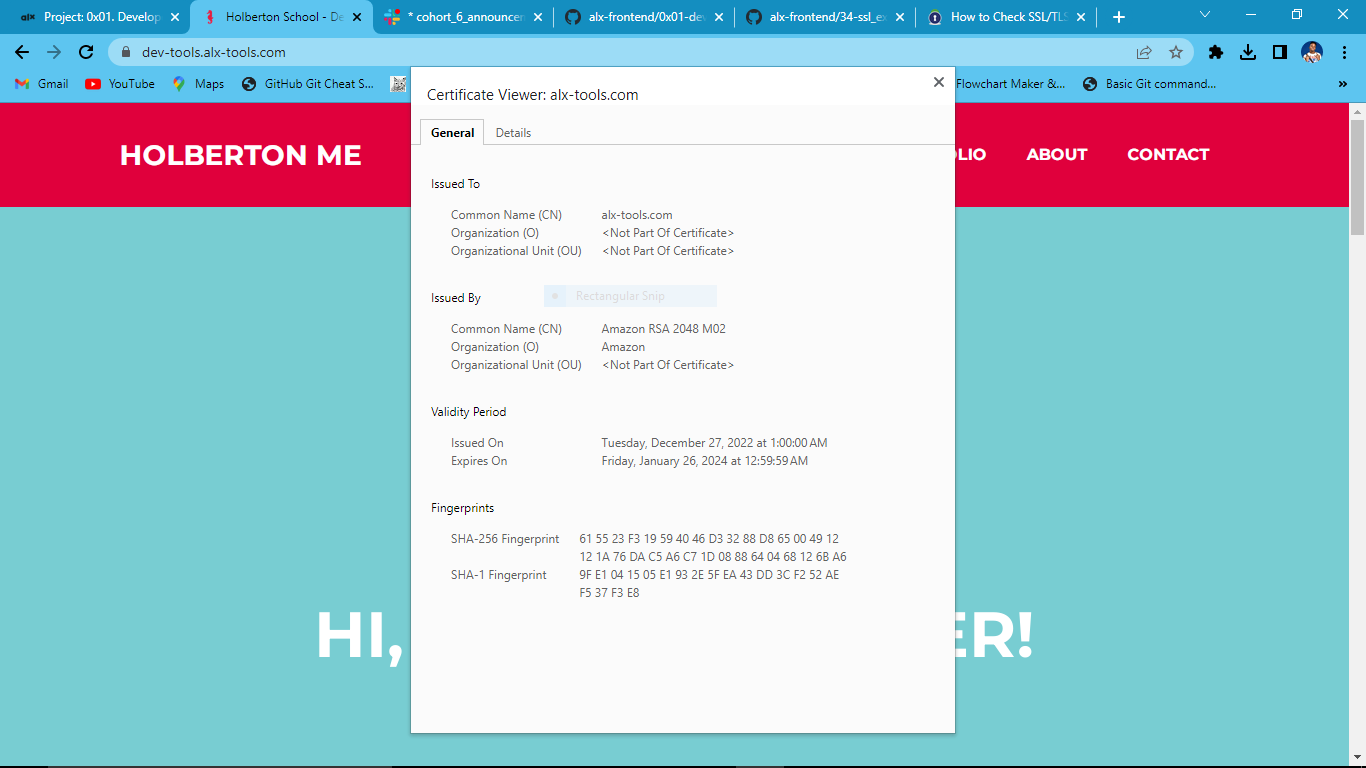 alx Project: 0x01. Develop
Holberton School - De
* cohort_6_announcem
alx-frontend/0x01-dev
alx-frontend/34-ssl_ex
How to Check SSL/TLS
dev-tools.alx-tools.com
Gmail YouTube Maps GitHub Git Cheat S... Flowchart Maker &... Basic Git command... »
Certificate Viewer: alx-tools.com
HOLBERTON ME
OLIO ABOUT CONTACT
General Details
Issued To
Common Name (CN) alx-tools.com
Organization (O) <Not Part Of Certificate>
Organizational Unit (OU) <Not Part Of Certificate>
Issued By
Rectangular Snip
Common Name (CN) Amazon RSA 2048 M02
Organization (O) Amazon
Organizational Unit (OU) <Not Part Of Certificate>
Validity Period
Issued On Tuesday, December 27, 2022 at 1:00:00 AM
Expires On Friday, January 26, 2024 at 12:59:59 AM
Fingerprints
SHA-256 Fingerprint 61 55 23 F3 19 59 40 46 D3 32 88 D8 65 00 49 12
12 1A 76 DA C5 A6 C7 1D 08 88 64 04 68 12 6B A6
SHA-1 Fingerprint 9F E1 04 15 05 E1 93 2E 5F EA 43 DD 3C F2 52 AE
F5 37 F3 E8
HI, ER!